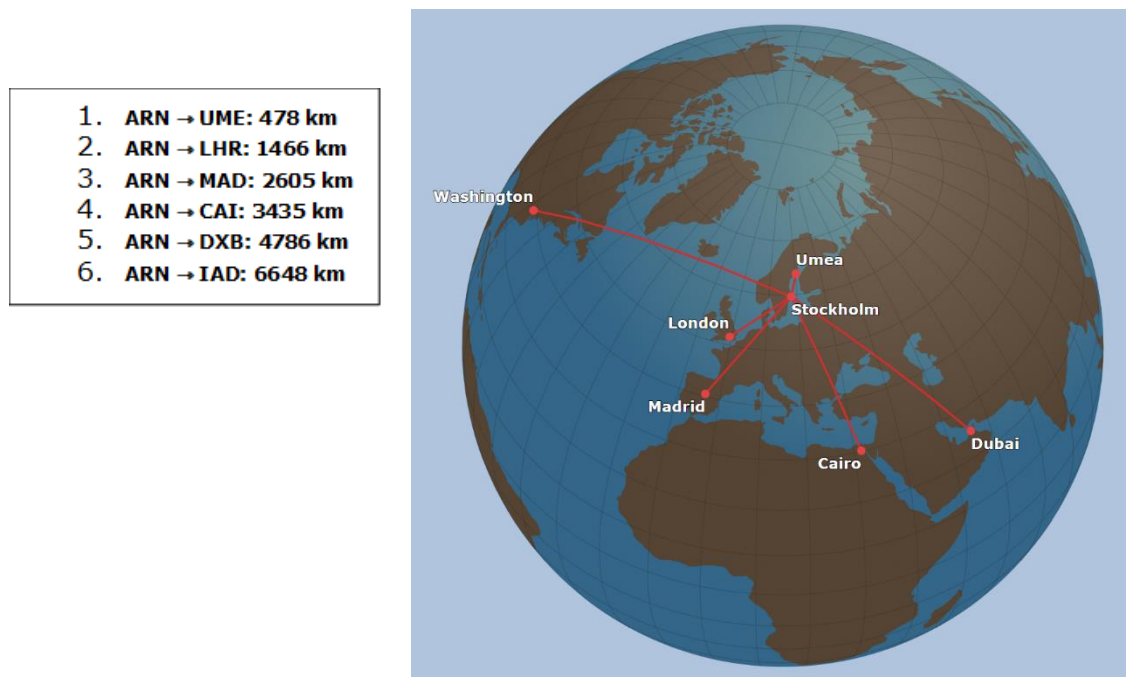 1. ARN → UME: 478 km
2. ARN → LHR: 1466 km
3. ARN → MAD: 2605 km
4. ARN → CAI: 3435 km
5. ARN → DXB: 4786 km
6. ARN → IAD: 6648 km
Washington
Umea
Stockholm
London
Madrid
Dubai
Cairo